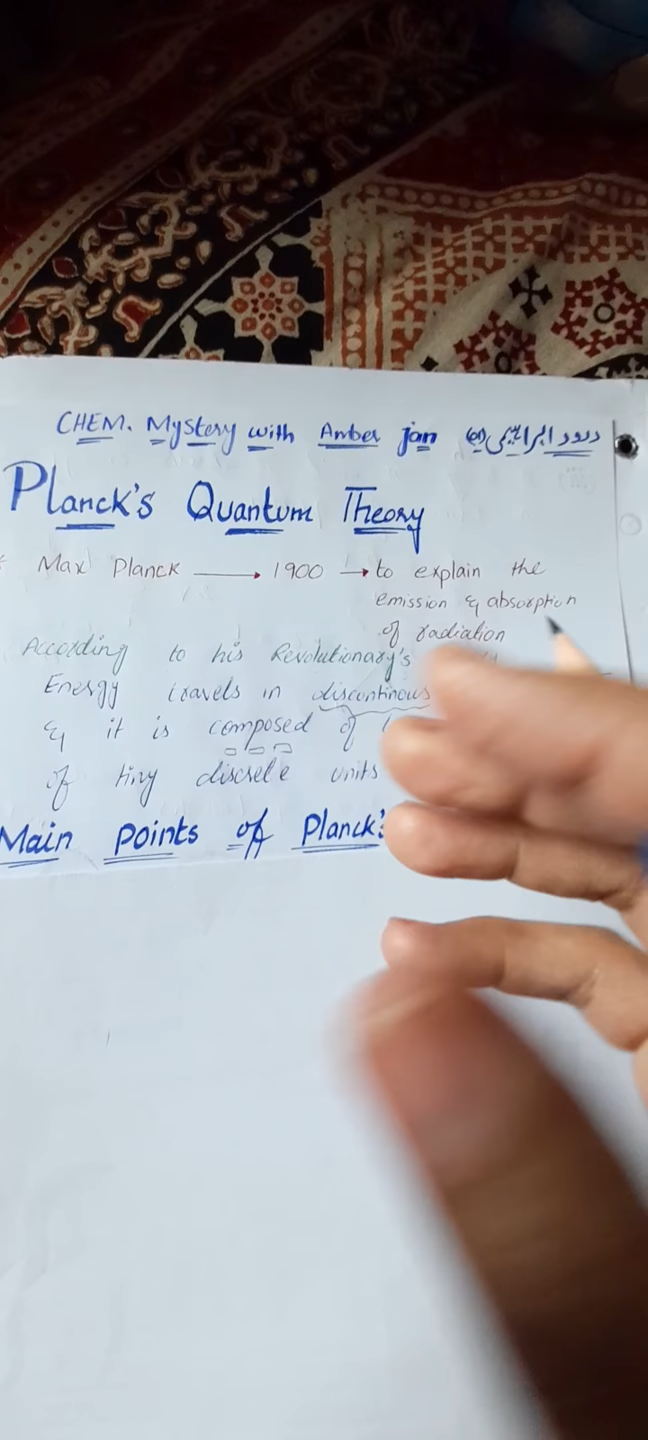 CHEM. Mystery with Amber jan درود ابراہیمی (ص)
Planck's Quantum Theory
Max Planck → 1900 → to explain the
emission & absorption
of radiation
According to his Revolutionary's
Energy travels in discontinous
& it is composed of
of tiny discrete units
Main points of Planck's